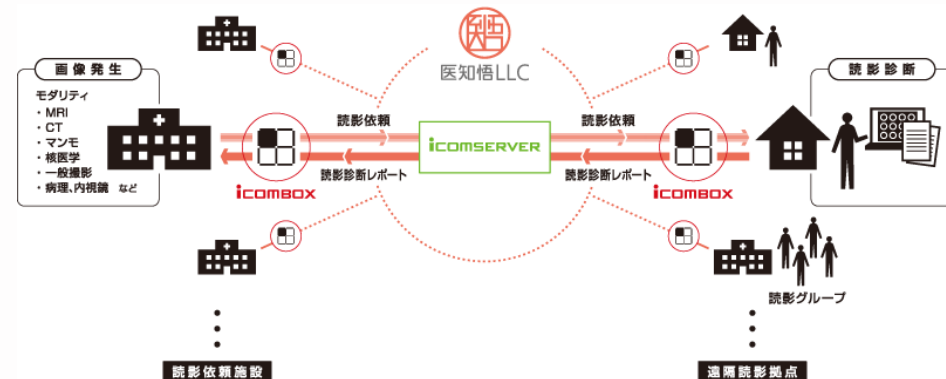 医知悟LLC
画像発生
モダリティ
・MRI
・CT
・マンモ
・核医学
・一般撮影
・病理、内視鏡 など
読影依頼
読影診断レポート
iCOMBOX
iCOMSERVER
読影依頼
読影診断レポート
iCOMBOX
読影診断
読影グループ
読影依頼施設
遠隔読影拠点